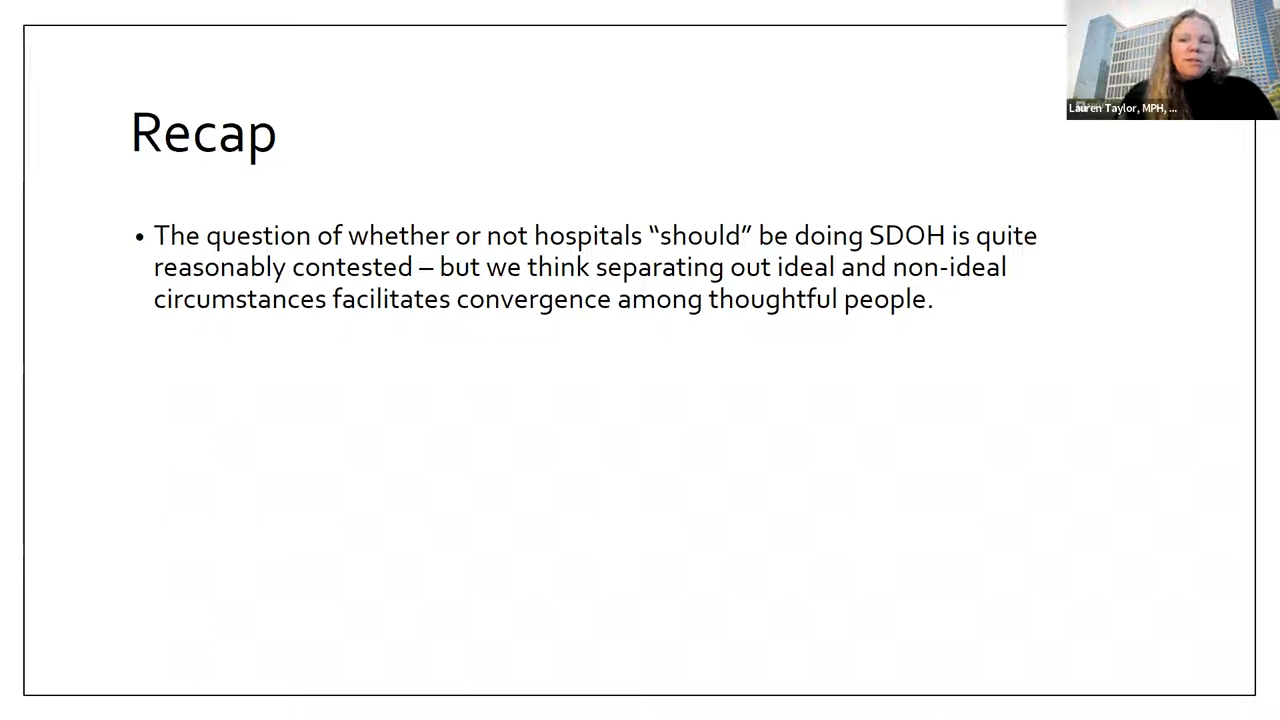 Lauren Taylor, MPH, ...
Recap
• The question of whether or not hospitals “should” be doing SDOH is quite
reasonably contested – but we think separating out ideal and non-ideal
circumstances facilitates convergence among thoughtful people.